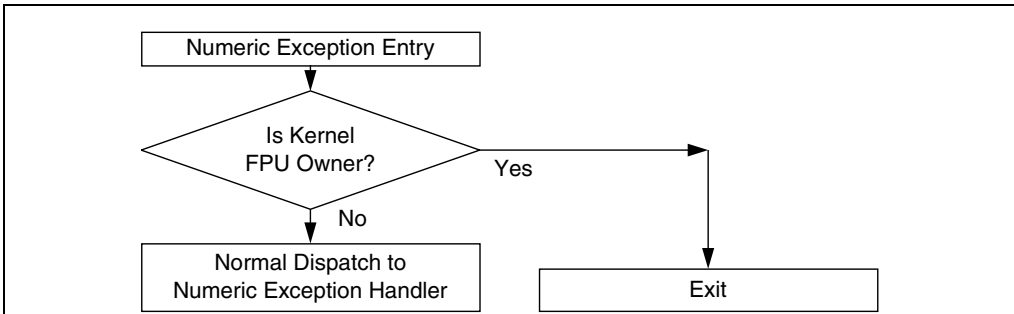 Numeric Exception Entry
Is Kernel
FPU Owner?
Yes
No
Normal Dispatch to
Numeric Exception Handler
Exit